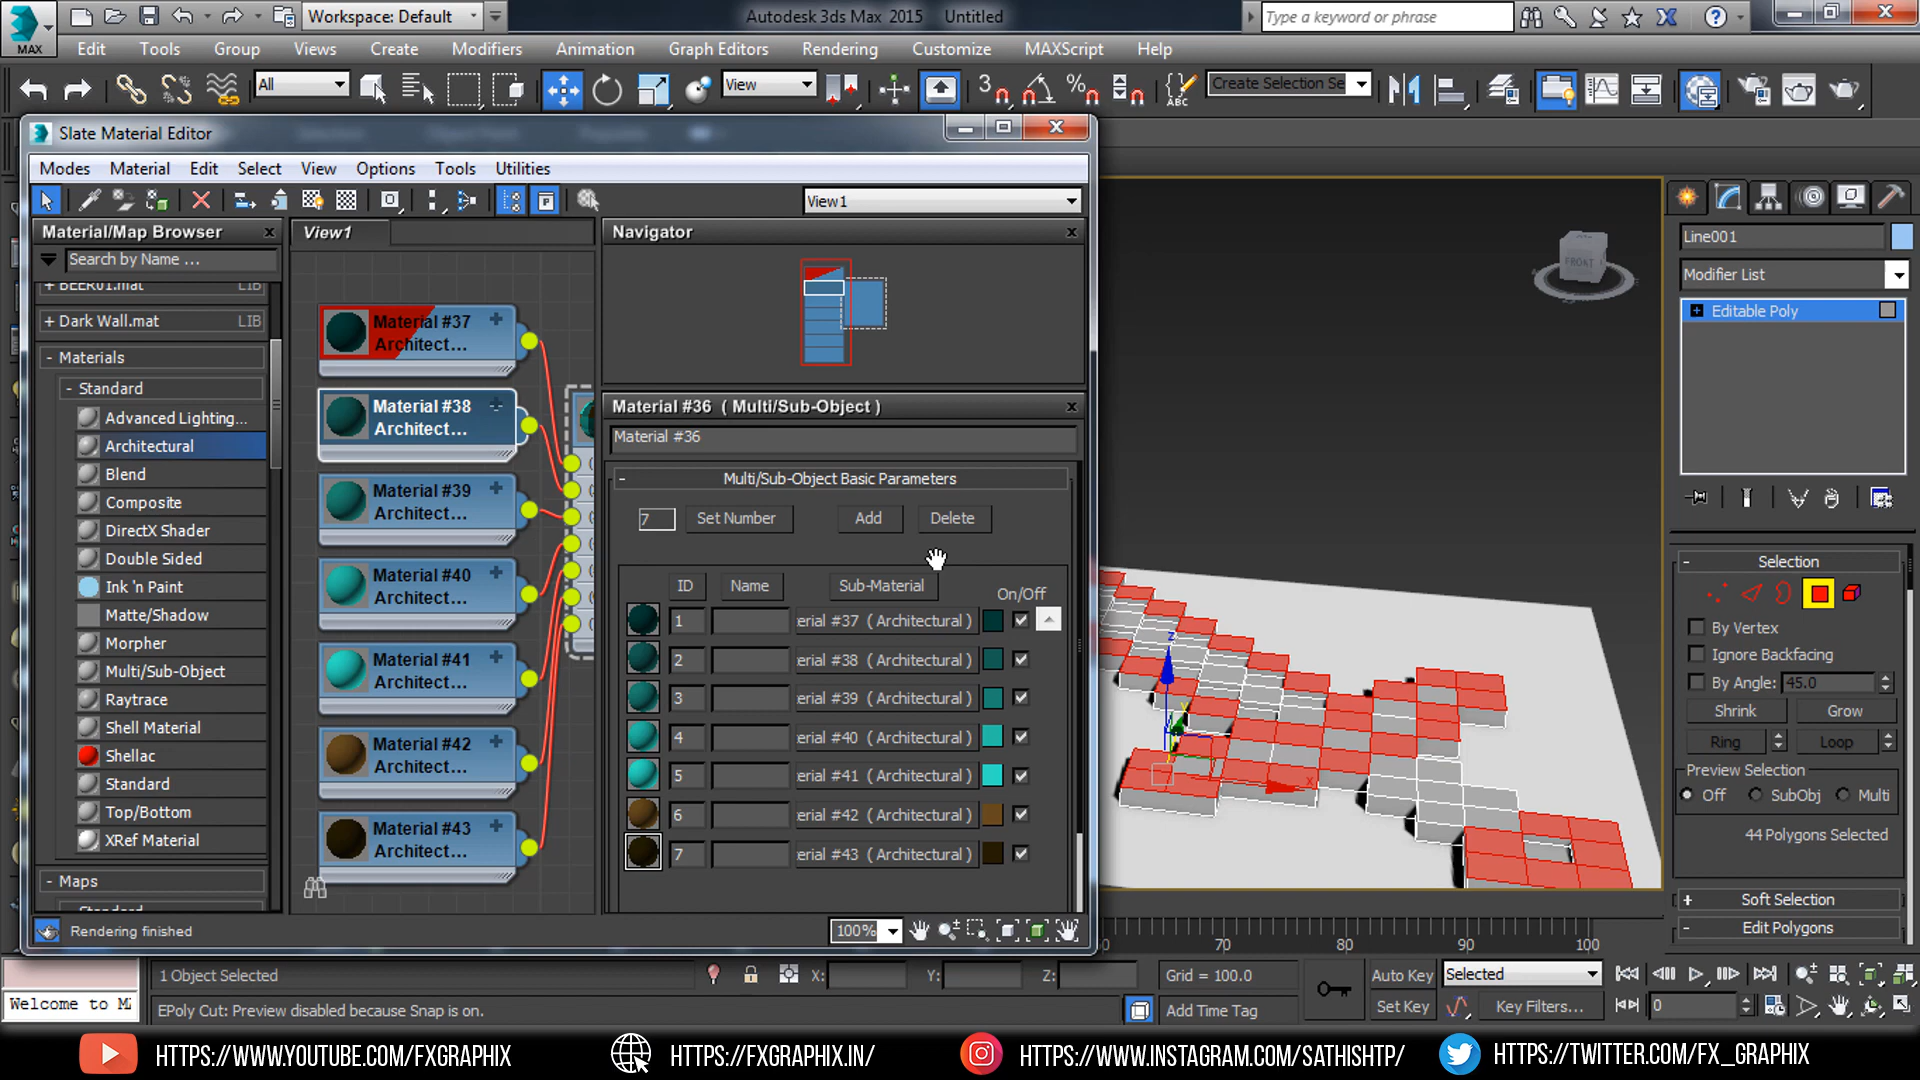 Workspace: Default
Autodesk 3ds Max 2015 Untitled
Type a keyword or phrase
MAX
Edit Tools Group Views Create Modifiers Animation Graph Editors Rendering Customize MAXScript Help
All
View
3
ABC
Create Selection Se
Slate Material Editor
Modes Material Edit Select View Options Tools Utilities
View1
Material/Map Browser
Search by Name ...
BEER01.mat LIB
+ Dark Wall.mat LIB
- Materials
- Standard
Advanced Lighting...
Architectural
Blend
Composite
DirectX Shader
Double Sided
Ink 'n Paint
Matte/Shadow
Morpher
Multi/Sub-Object
Raytrace
Shell Material
Shellac
Standard
Top/Bottom
XRef Material
- Maps
View1
Material #37
Architect...
Material #38
Architect...
Material #39
Architect...
Material #40
Architect...
Material #41
Architect...
Material #42
Architect...
Material #43
Architect...
Navigator
Material #36 ( Multi/Sub-Object )
Material #36
- Multi/Sub-Object Basic Parameters
7 Set Number Add Delete
ID Name Sub-Material On/Off
1 erial #37 ( Architectural )
2 erial #38 ( Architectural )
3 erial #39 ( Architectural )
4 erial #40 ( Architectural )
5 erial #41 ( Architectural )
6 erial #42 ( Architectural )
7 erial #43 ( Architectural )
Rendering finished
100%
FRONT
z
x
Line001
Modifier List
Editable Poly
- Selection
By Vertex
Ignore Backfacing
By Angle: 45.0
Shrink Grow
Ring Loop
Preview Selection
Off SubObj Multi
44 Polygons Selected
+ Soft Selection
- Edit Polygons
70 80 90 100
1 Object Selected
X: Y: Z:
Grid = 100.0
Auto Key Selected
Welcome to M
EPoly Cut: Preview disabled because Snap is on.
Add Time Tag
Set Key Key Filters... 0
HTTPS://WWW.YOUTUBE.COM/FXGRAPHIX
HTTPS://FXGRAPHIX.IN/
HTTPS://WWW.INSTAGRAM.COM/SATHISHTP/
HTTPS://TWITTER.COM/FX_GRAPHIX